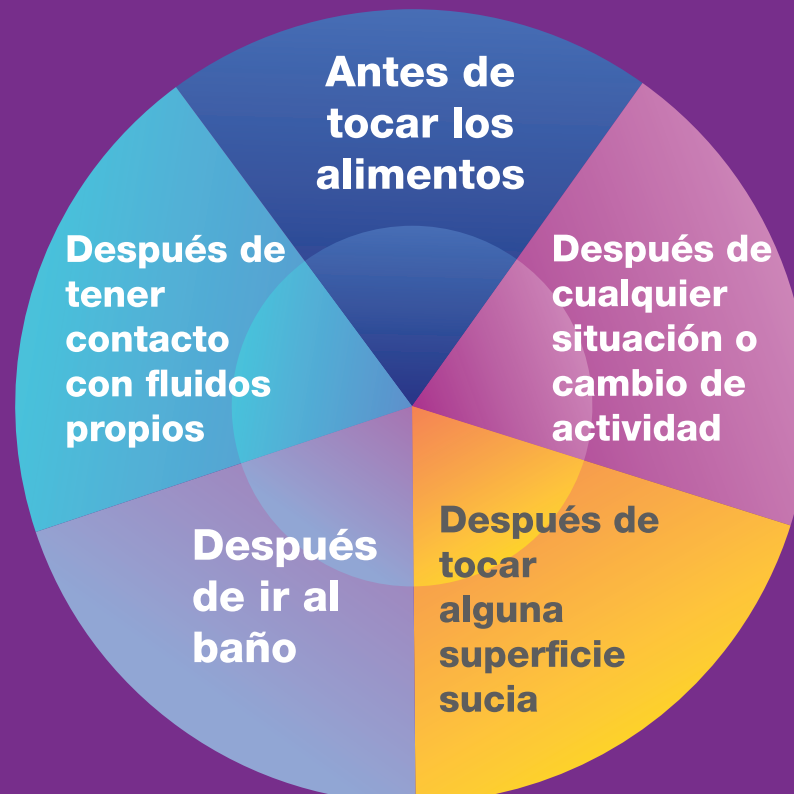 Antes de
tocar los
alimentos
Después de
cualquier
situación o
cambio de
actividad
Después de
tocar
alguna
superficie
sucia
Después
de ir al
baño
Después de
tener
contacto
con fluidos
propios